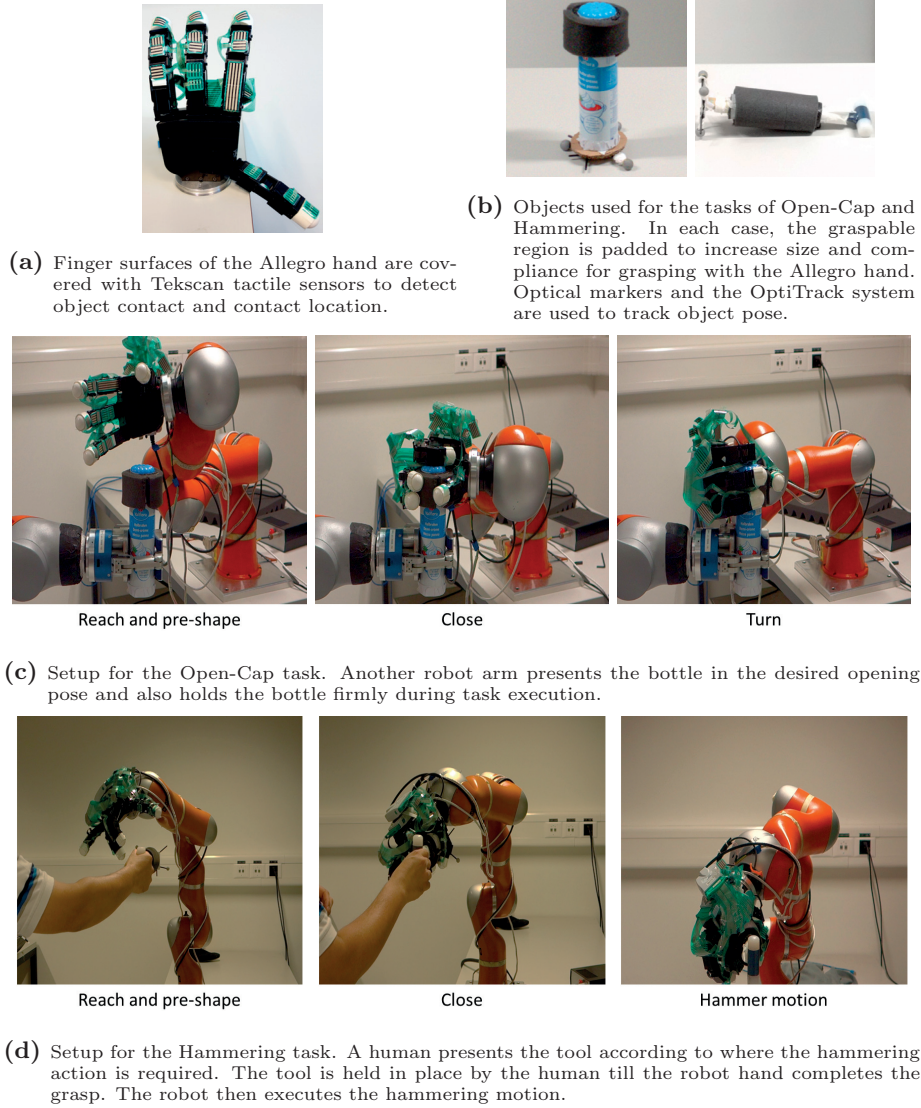 (a) Finger surfaces of the Allegro hand are cov-
ered with Tekscan tactile sensors to detect
object contact and contact location.
(b) Objects used for the tasks of Open-Cap and
Hammering. In each case, the graspable
region is padded to increase size and com-
pliance for grasping with the Allegro hand.
Optical markers and the OptiTrack system
are used to track object pose.
Reach and pre-shape
Close
Turn
(c) Setup for the Open-Cap task. Another robot arm presents the bottle in the desired opening
pose and also holds the bottle firmly during task execution.
Reach and pre-shape
Close
Hammer motion
(d) Setup for the Hammering task. A human presents the tool according to where the hammering
action is required. The tool is held in place by the human till the robot hand completes the
grasp. The robot then executes the hammering motion.